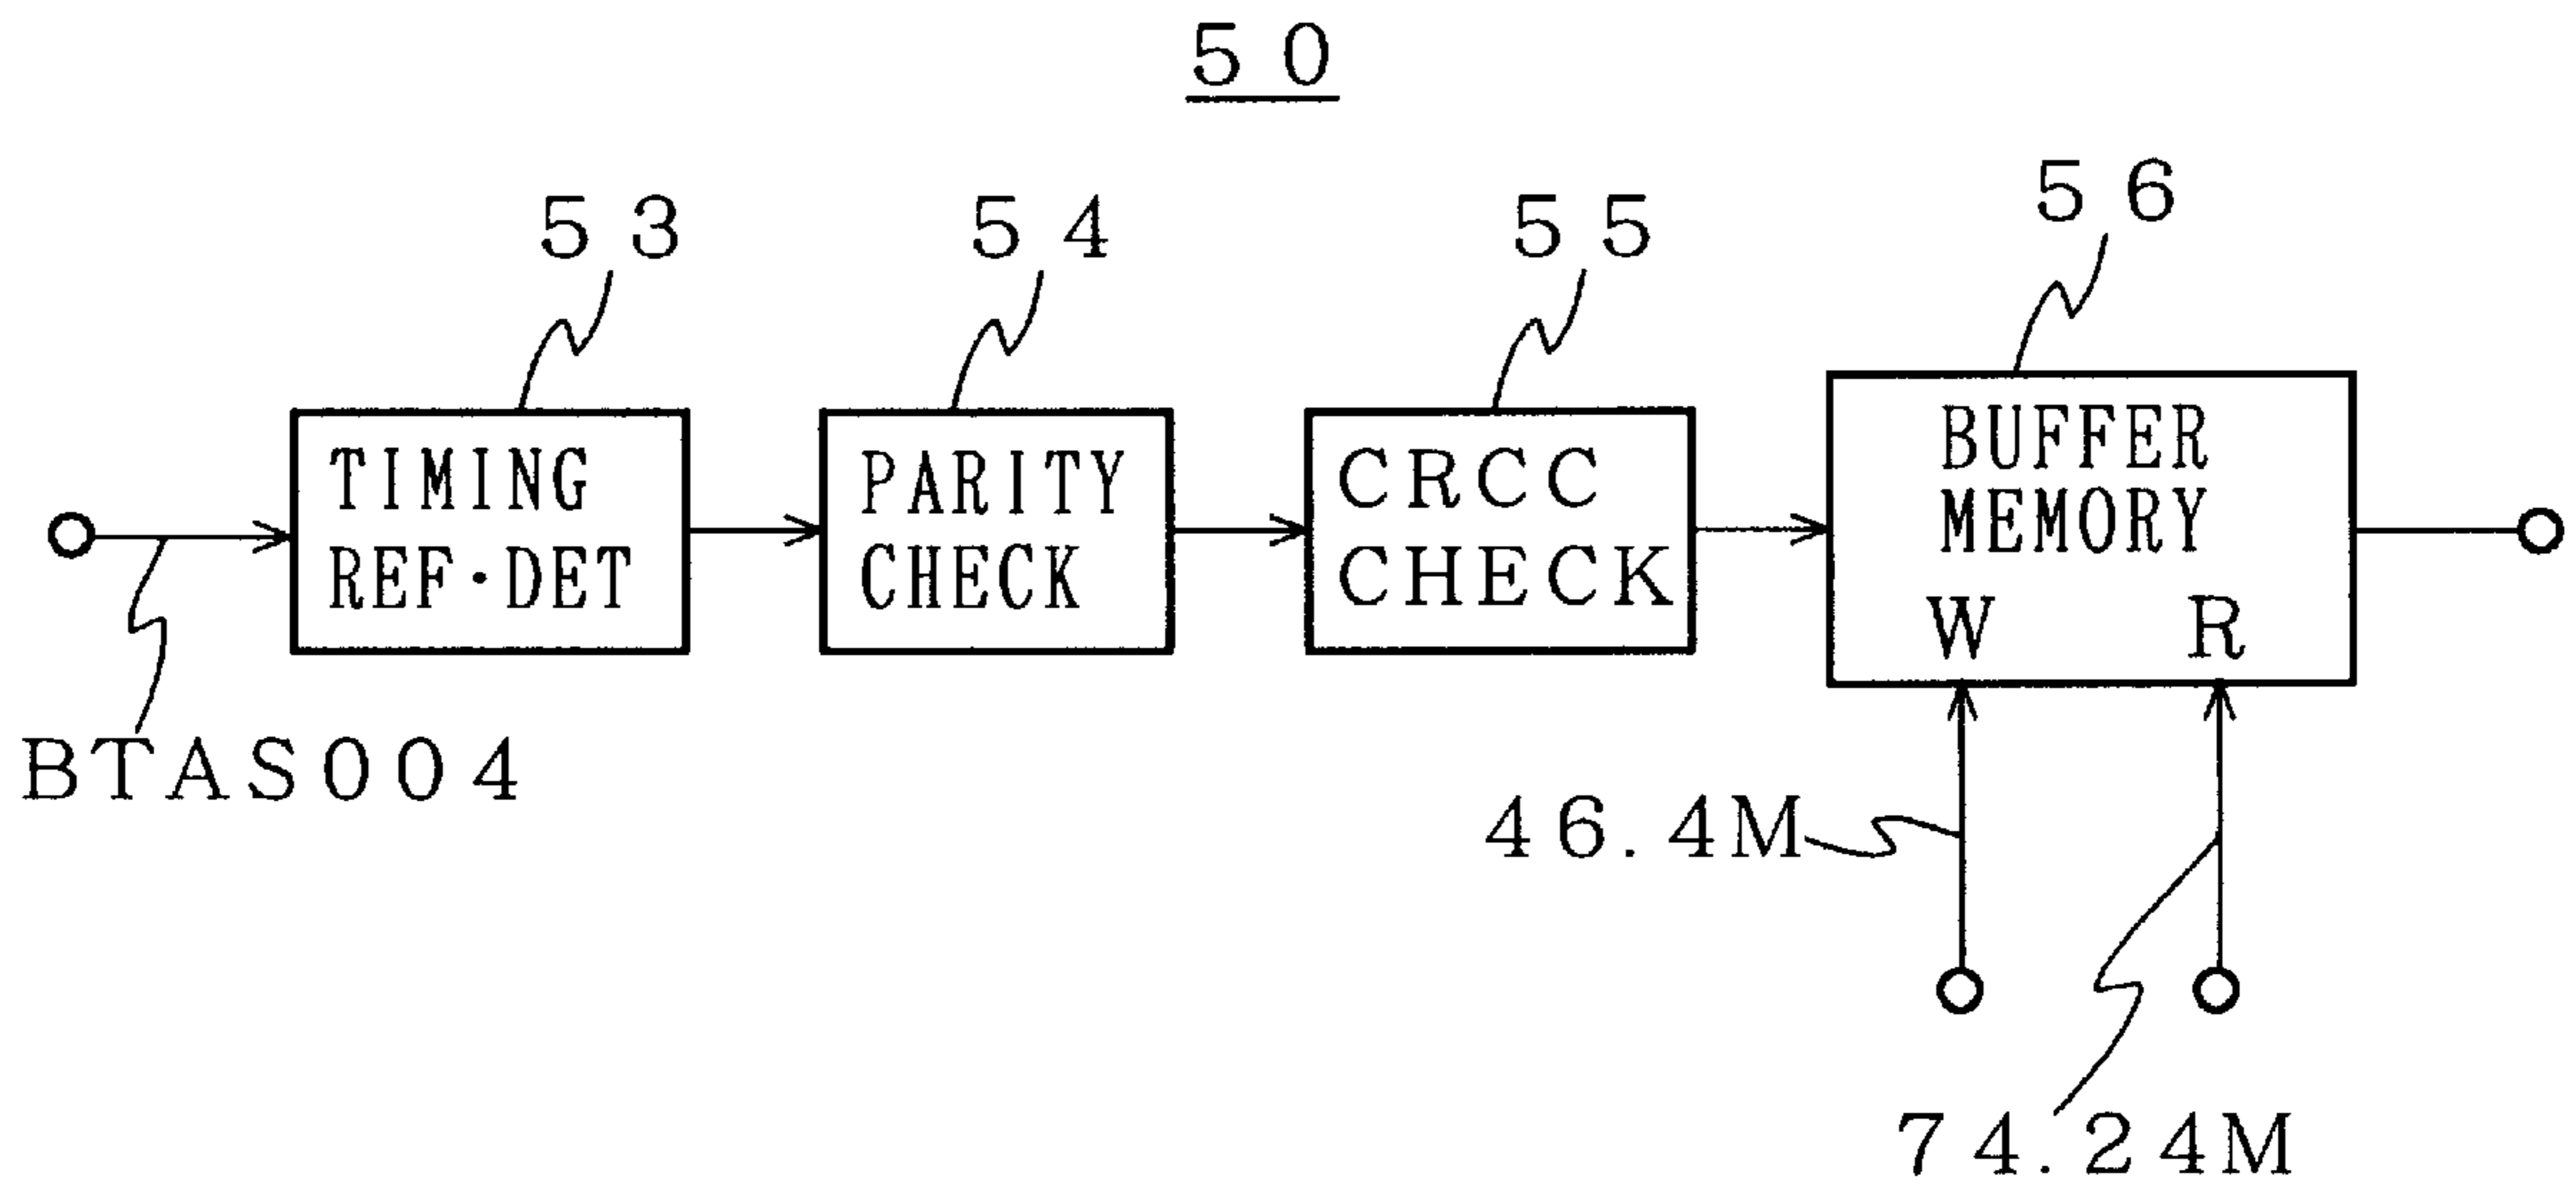 50
53
54
55
56
TIMING
REF·DET
PARITY
CHECK
CRCC
CHECK
BUFFER
MEMORY
W R
BTAS004
46.4M
74.24M